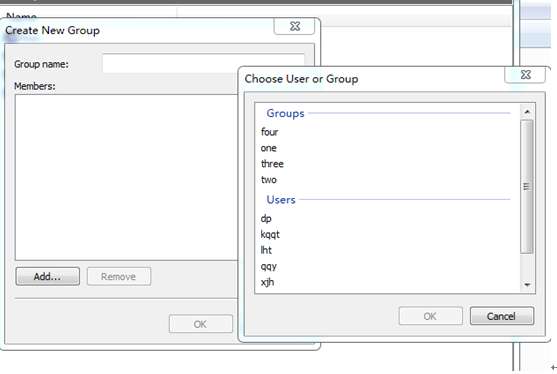 Name
Create New Group
Group name:
Members:
Add...
Remove
OK
Choose User or Group
Groups
four
one
three
two
Users
dp
kqqt
lht
qqy
xjh
OK
Cancel